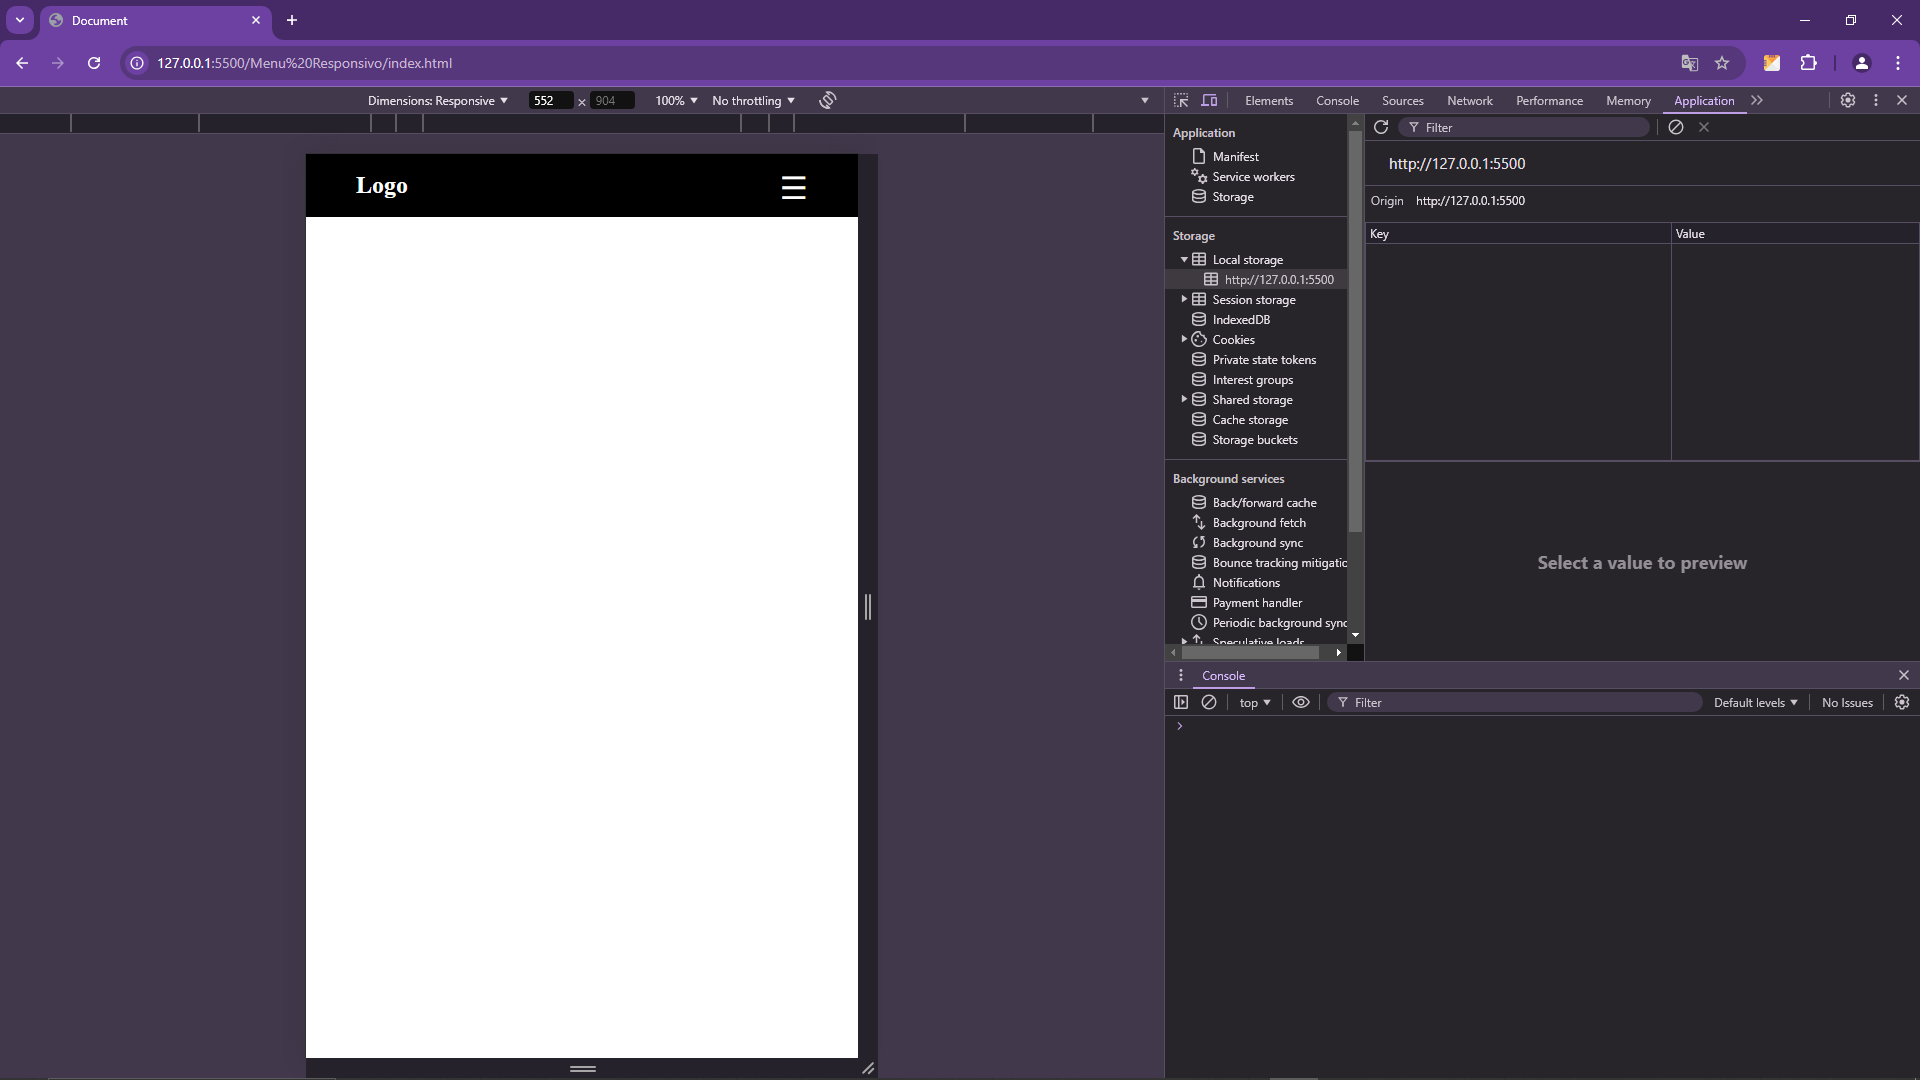 Document
127.0.0.1:5500/Menu%20Responsivo/index.html
Dimensions: Responsive 552 × 904 100% No throttling
Elements Console Sources Network Performance Memory Application
Logo
Application
Manifest
Service workers
Storage
Storage
Local storage
http://127.0.0.1:5500
Session storage
IndexedDB
Cookies
Private state tokens
Interest groups
Shared storage
Cache storage
Storage buckets
Background services
Back/forward cache
Background fetch
Background sync
Bounce tracking mitigatio
Notifications
Payment handler
Periodic background sync
Speculative loads
Filter
http://127.0.0.1:5500
Origin http://127.0.0.1:5500
Key Value
Select a value to preview
Console
top Filter Default levels No Issues